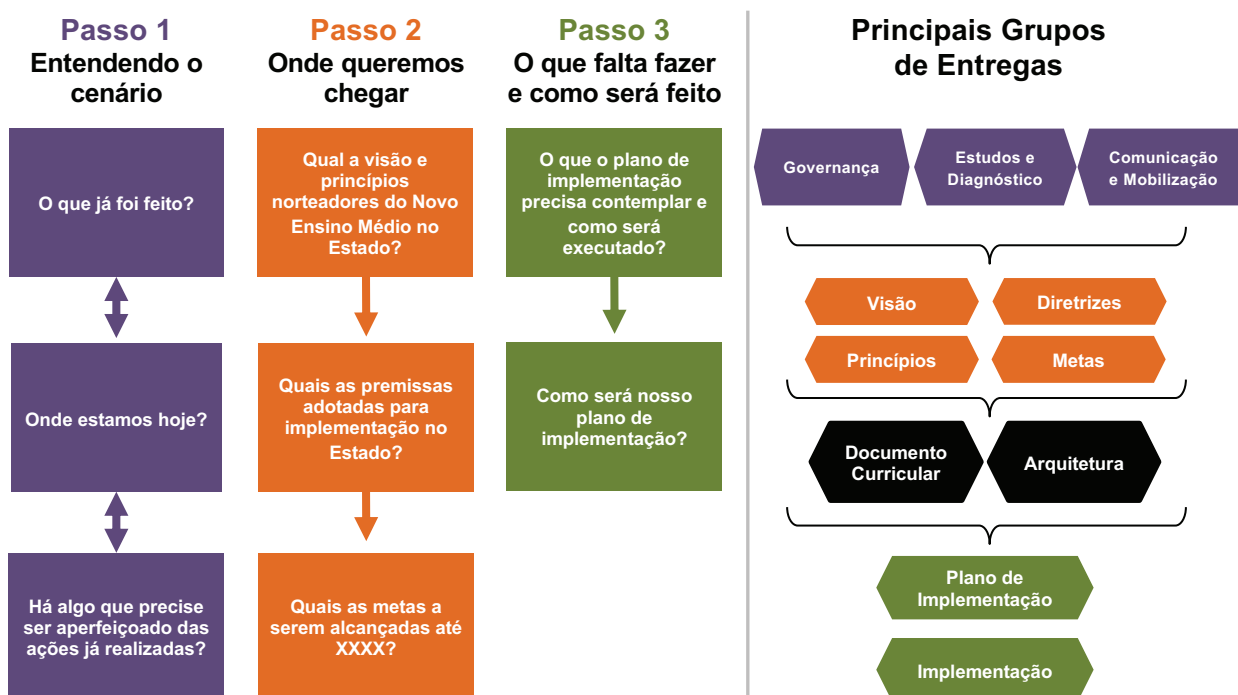 Passo 1
Entendendo o
cenário
O que já foi feito?
Onde estamos hoje?
Há algo que precise
ser aperfeiçoado das
ações já realizadas?
Passo 2
Onde queremos
chegar
Qual a visão e
princípios
norteadores do Novo
Ensino Médio no
Estado?
Quais as premissas
adotadas para
implementação no
Estado?
Quais as metas a
serem alcançadas até
XXXX?
Passo 3
O que falta fazer
e como será feito
O que o plano de
implementação
precisa contemplar e
como será
executado?
Como será nosso
plano de
implementação?
Principais Grupos
de Entregas
Governança
Estudos e
Diagnóstico
Comunicação
e Mobilização
Visão
Diretrizes
Princípios
Metas
Documento
Curricular
Arquitetura
Plano de
Implementação
Implementação